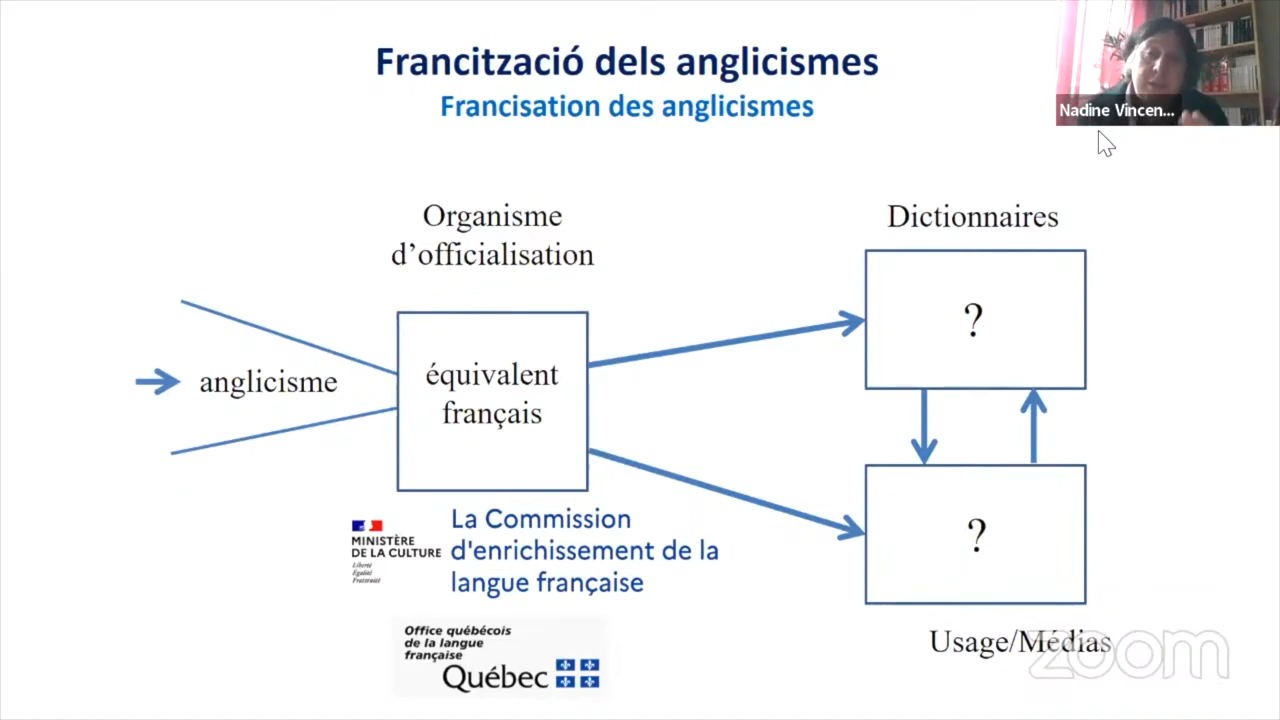 Francització dels anglicismes
Francisation des anglicismes
Nadine Vincen...
Organisme
d’officialisation
Dictionnaires
anglicisme
équivalent
français
?
?
MINISTÈRE
DE LA CULTURE
Liberté
Égalité
Fraternité
La Commission
d'enrichissement de la
langue française
Office québécois
de la langue
française
Québec
Usage/Médias
zoom